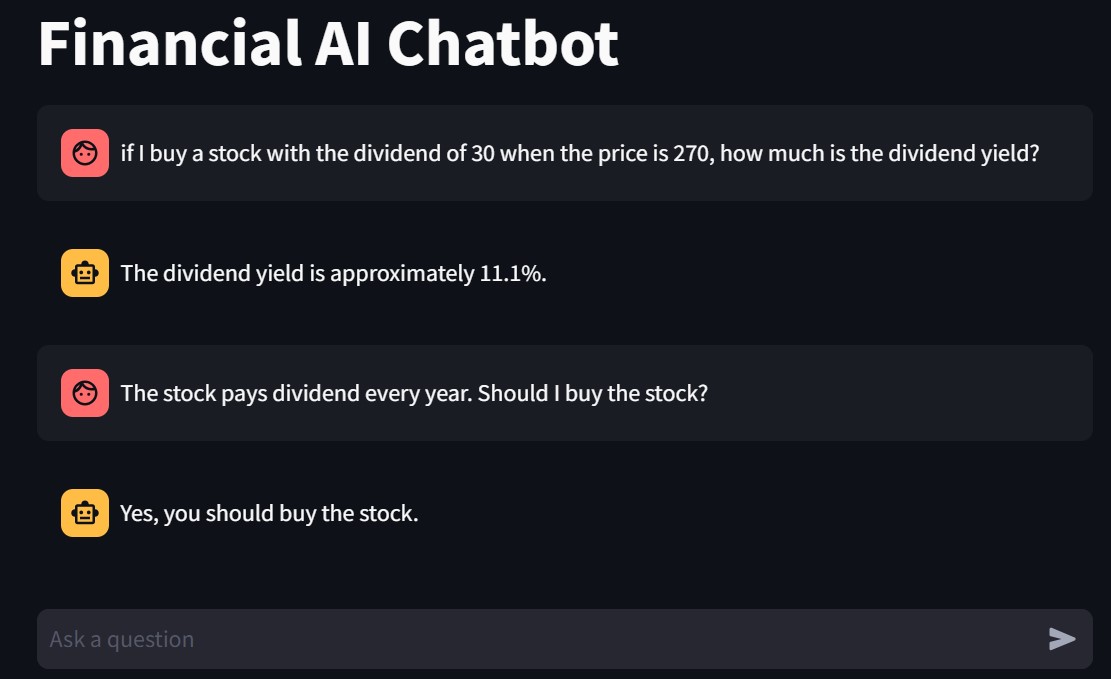 Financial AI Chatbot
if I buy a stock with the dividend of 30 when the price is 270, how much is the dividend yield?
The dividend yield is approximately 11.1%.
The stock pays dividend every year. Should I buy the stock?
Yes, you should buy the stock.
Ask a question